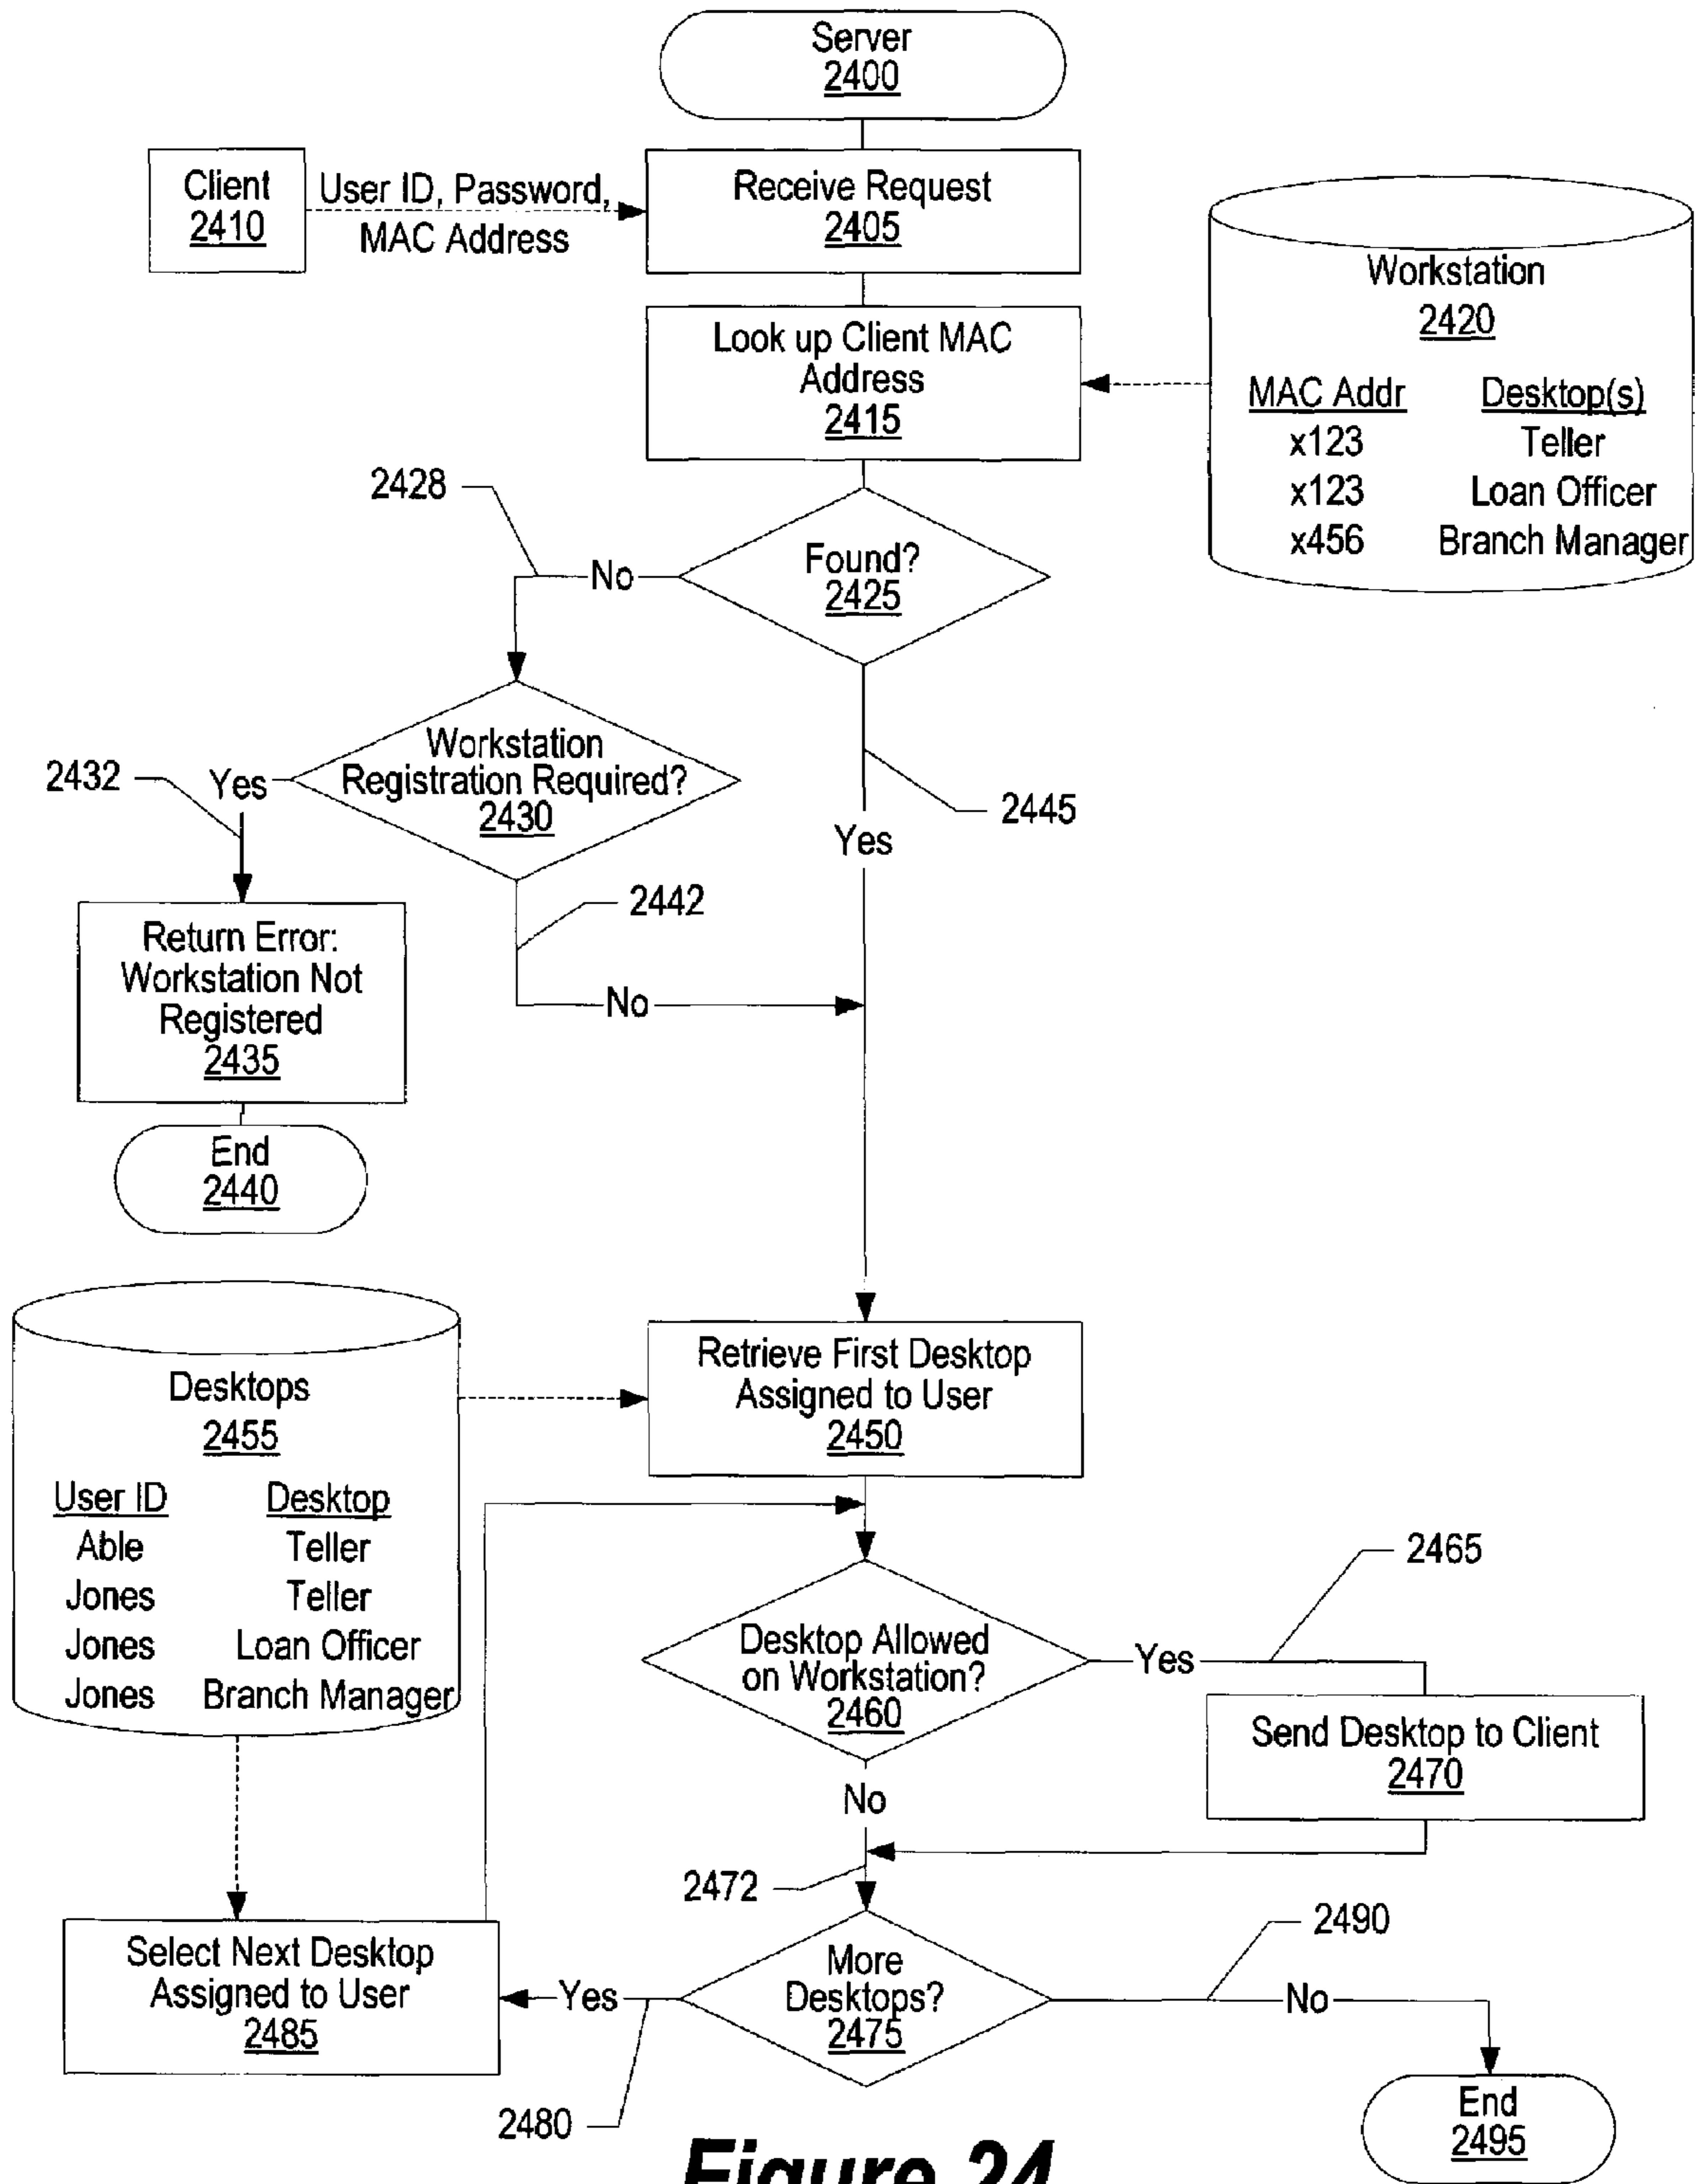 Server
2400
Client
2410
User ID, Password,
MAC Address
Receive Request
2405
Workstation
2420
MAC Addr Desktop(s)
x123 Teller
x123 Loan Officer
x456 Branch Manager
Look up Client MAC
Address
2415
2428
No
Found?
2425
2445
Yes
Workstation
Registration Required?
2430
2432
Yes
2442
No
Return Error:
Workstation Not
Registered
2435
End
2440
Desktops
2455
User ID Desktop
Able Teller
Jones Teller
Jones Loan Officer
Jones Branch Manager
Retrieve First Desktop
Assigned to User
2450
2465
Desktop Allowed
on Workstation?
2460
Yes
Send Desktop to Client
2470
No
2472
2490
More
Desktops?
2475
Yes
No
Select Next Desktop
Assigned to User
2485
2480
End
2495
Figure 24